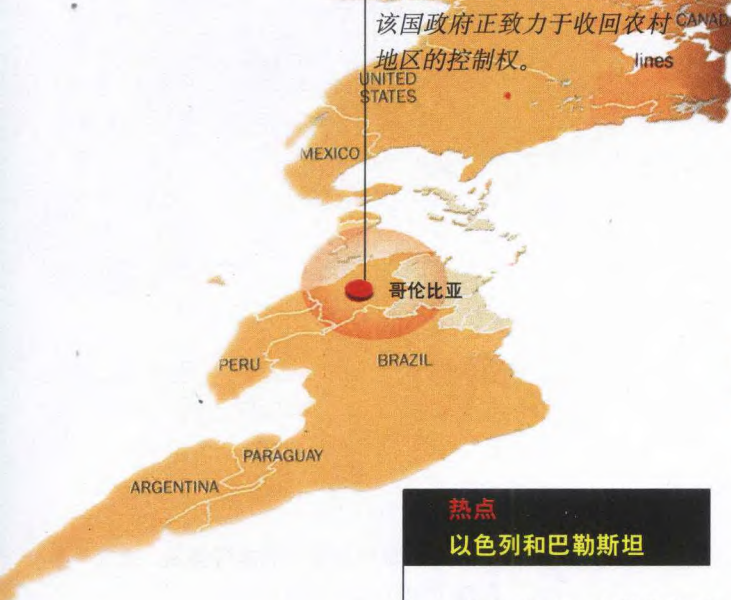 该国政府正致力于收回农村
地区的控制权。
CANAD
lines
UNITED
STATES
MEXICO
哥伦比亚
PERU
BRAZIL
PARAGUAY
ARGENTINA
热点
以色列和巴勒斯坦